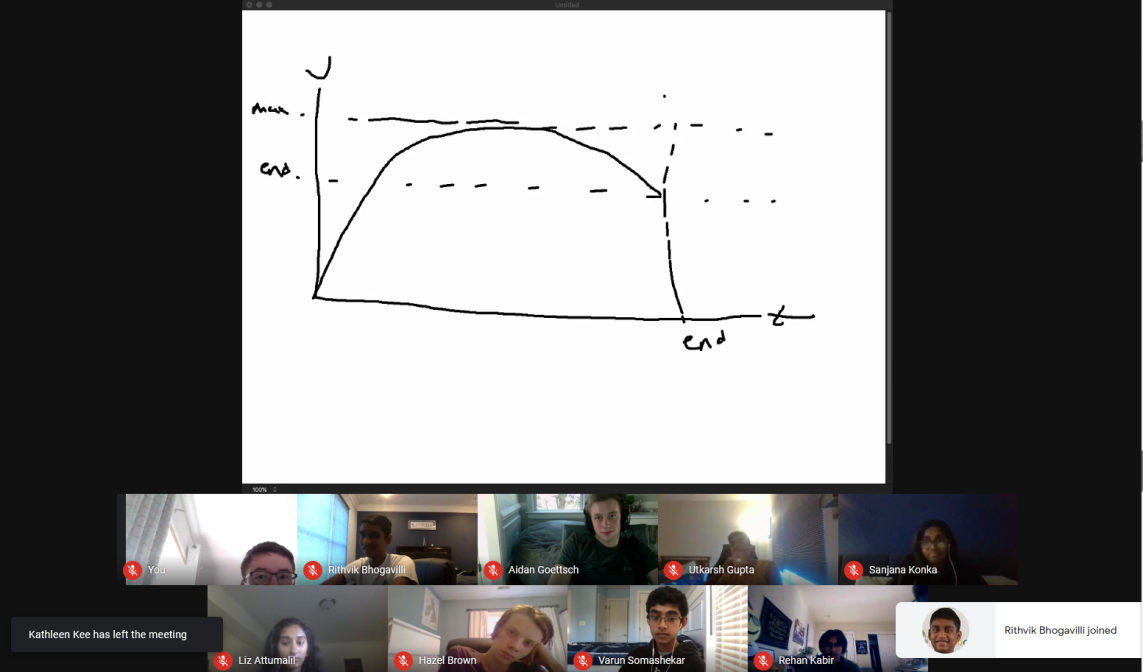 Untitled
V
max
end
t
end
100%
You
Rithvik Bhogavilli
Aidan Goettsch
Utkarsh Gupta
Sanjana Konka
Kathleen Kee has left the meeting
Liz Attumalil
Hazel Brown
Varun Somashekar
Rehan Kabir
Rithvik Bhogavilli joined